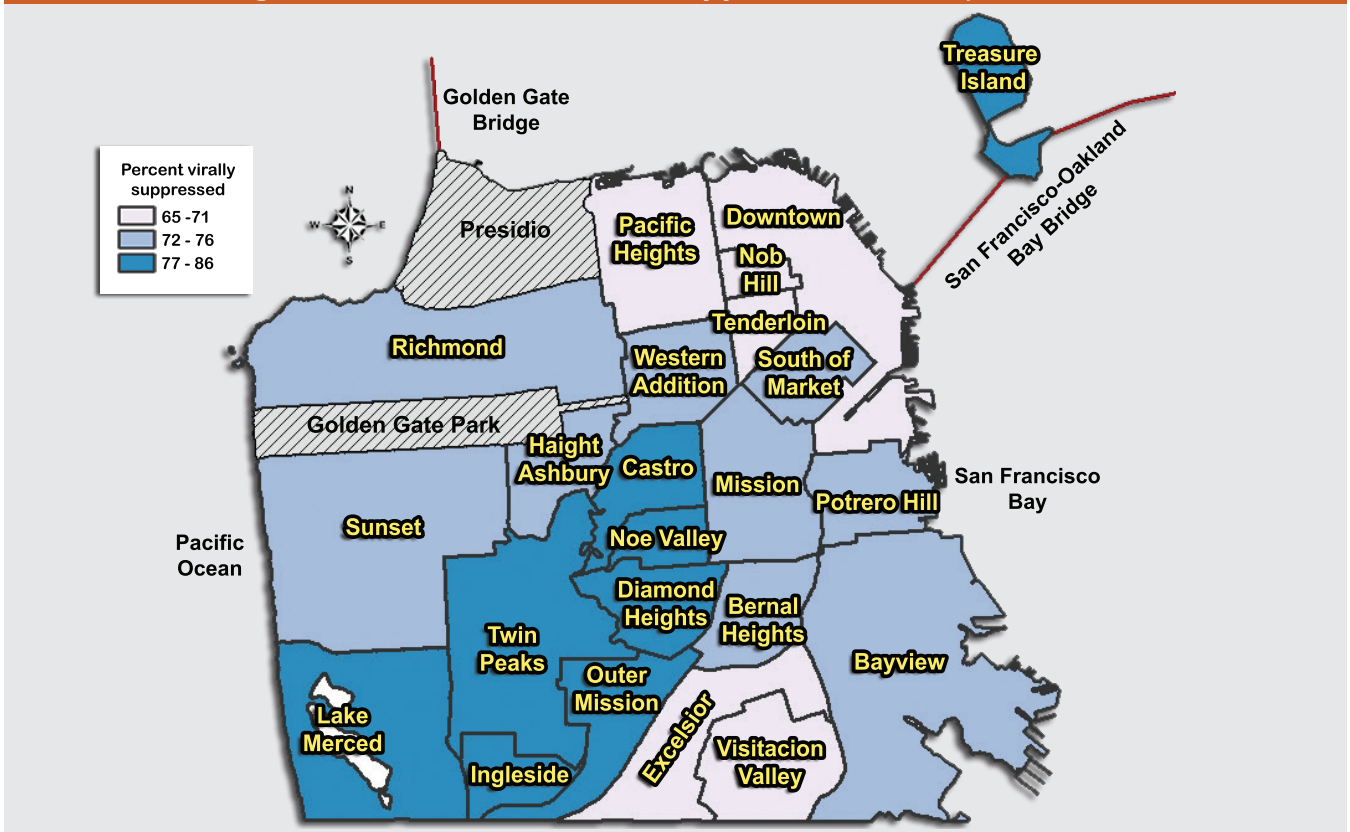 Treasure
Island
Golden Gate
Bridge
San Francisco-Oakland
Bay Bridge
Percent virally
suppressed
65 -71
72 - 76
77 - 86
N
W
E
S
Presidio
Pacific
Heights
Downtown
Nob
Hill
Tenderloin
Richmond
Western
Addition
South of
Market
Golden Gate Park
Haight
Ashbury
Castro
Mission
Potrero Hill
San Francisco
Bay
Sunset
Noe Valley
Pacific
Ocean
Diamond
Heights
Bernal
Heights
Twin
Peaks
Outer
Mission
Bayview
Lake
Merced
Excelsior
Visitacion
Valley
Ingleside